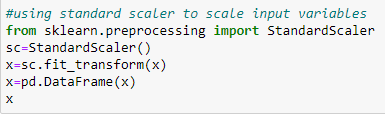 #using standard scaler to scale input variables
from sklearn.preprocessing import StandardScaler
sc=StandardScaler()
x=sc.fit_transform(x)
x=pd.DataFrame(x)
x